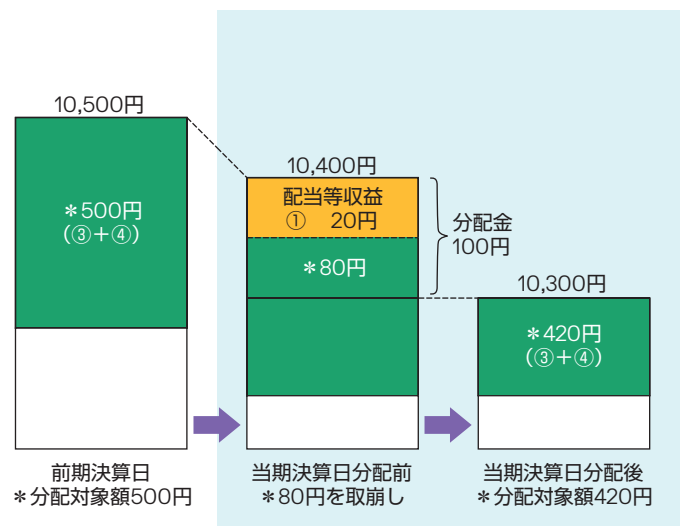 10,500円
＊500円
(③＋④)
前期決算日
＊分配対象額500円
10,400円
配当等収益
① 20円
＊80円
分配金
100円
当期決算日分配前
＊80円を取崩し
10,300円
＊420円
(③＋④)
当期決算日分配後
＊分配対象額420円